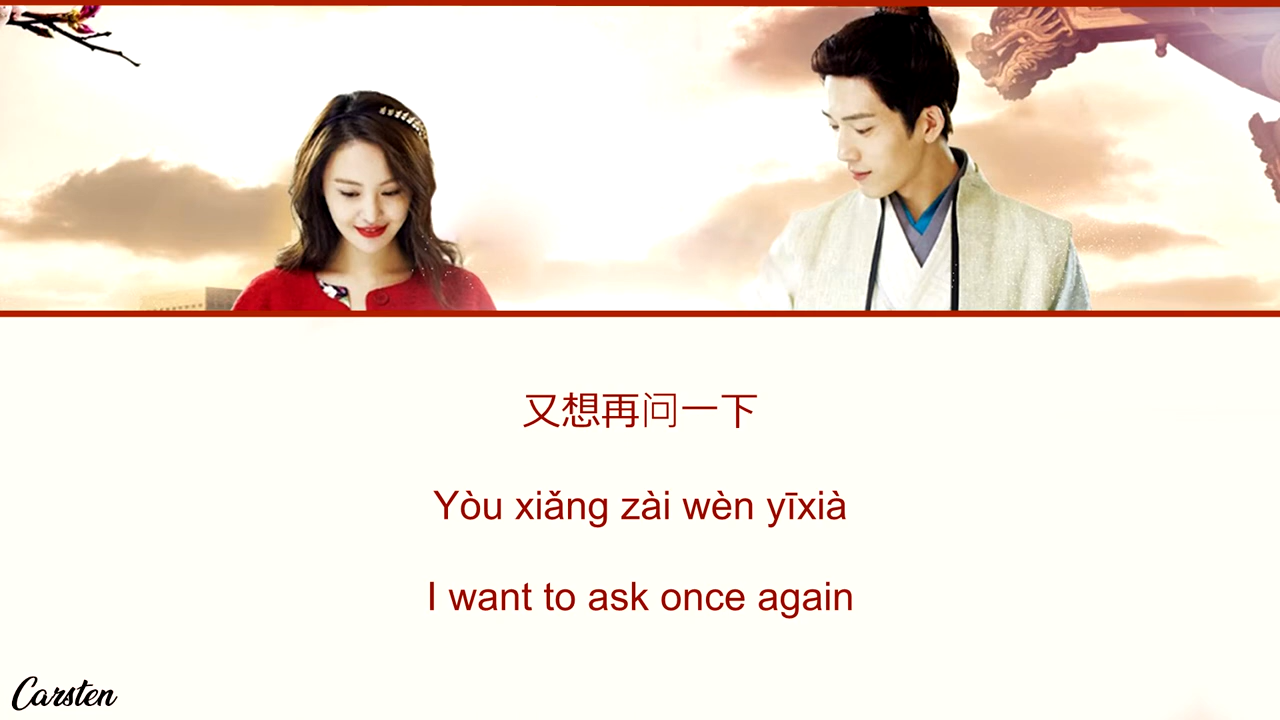 又想再问一下
Yòu xiǎng zài wèn yīxià
I want to ask once again
Carsten